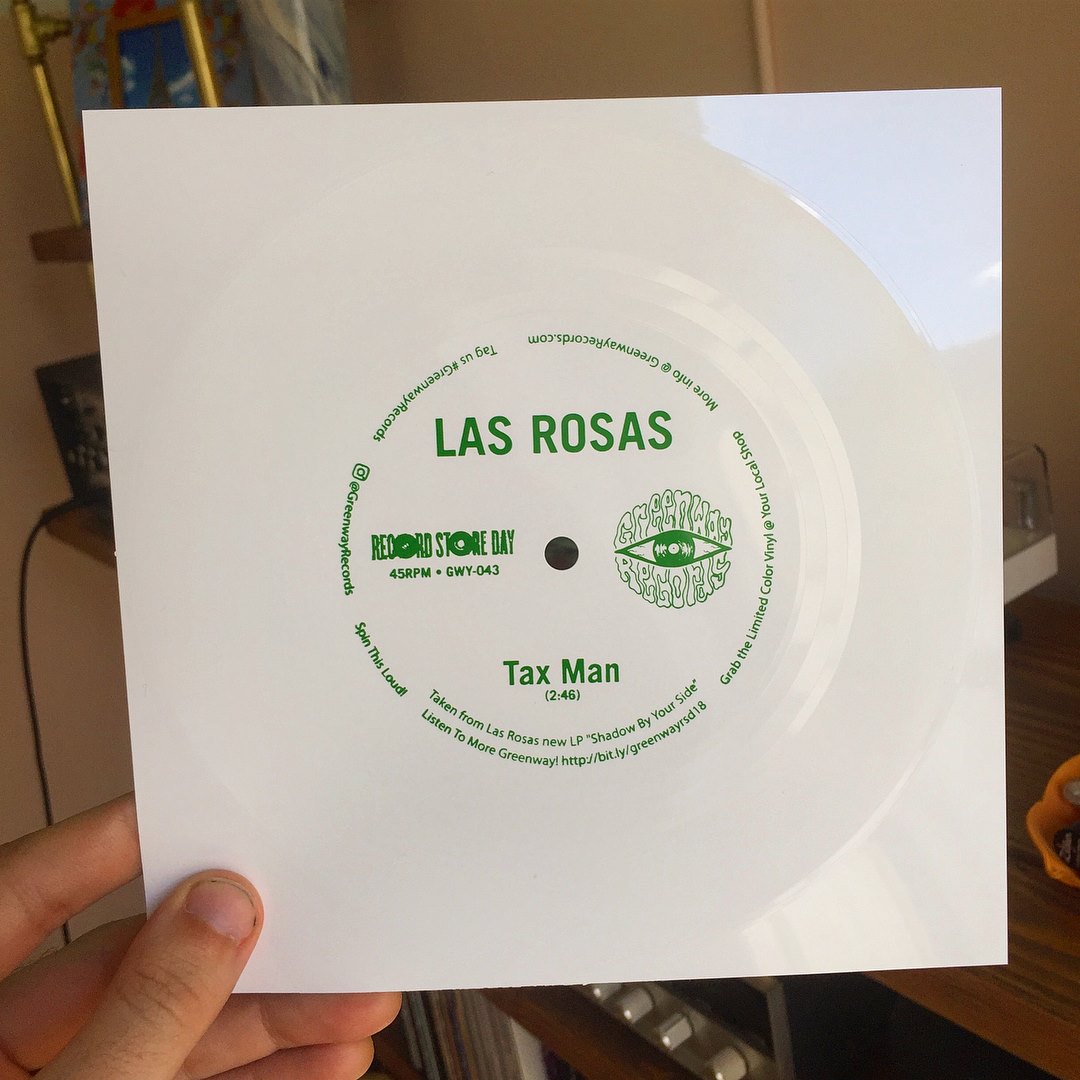 LAS ROSAS
RECORD STORE DAY
45RPM • GWY-043
Greenway
Records
Tax Man
(2:46)
Taken from Las Rosas new LP "Shadow By Your Side"
Listen To More Greenway! http://bit.ly/greenwayrsd18
Spin This Loud!
@GreenwayRecords
Tag us #GreenwayRecords
More info @ GreenwayRecords.com
Grab the Limited Color Vinyl @ Your Local Shop